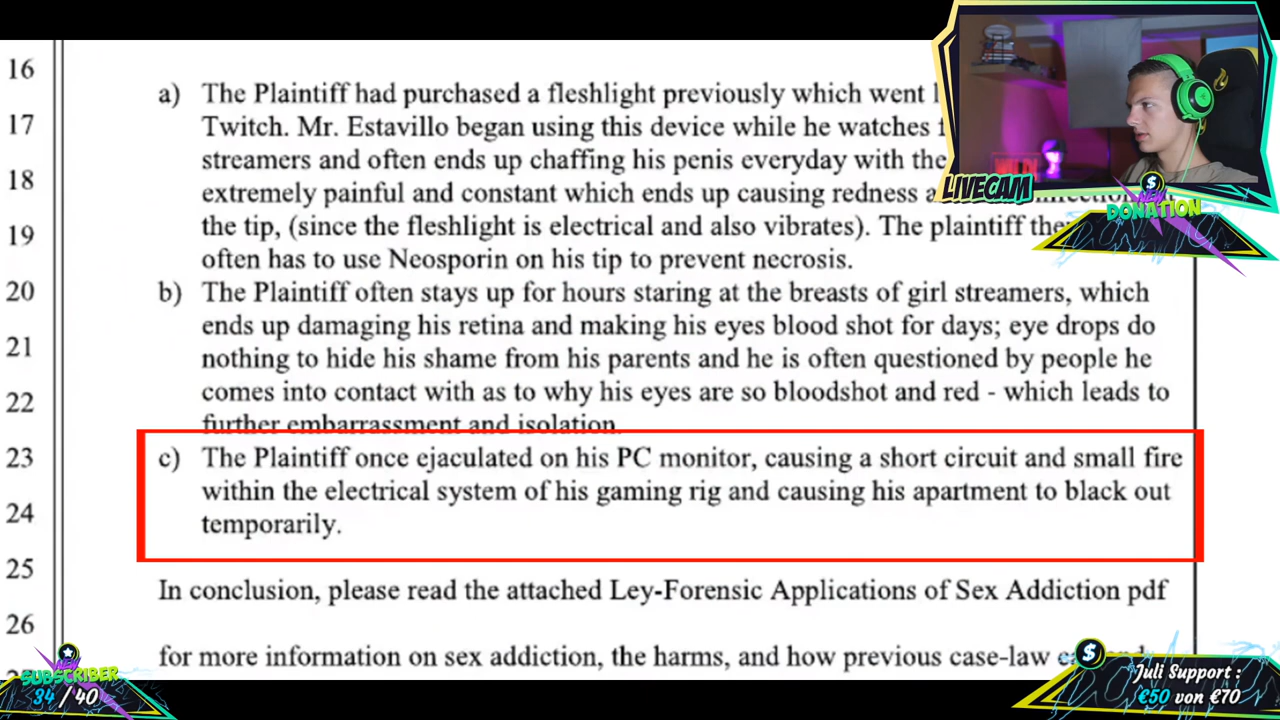 16
a) The Plaintiff had purchased a fleshlight previously which went
17
Twitch. Mr. Estavillo began using this device while he watches
18
streamers and often ends up chaffing his penis everyday with the
extremely painful and constant which ends up causing redness
19
the tip, (since the fleshlight is electrical and also vibrates). The plaintiff
often has to use Neosporin on his tip to prevent necrosis.
20
b) The Plaintiff often stays up for hours staring at the breasts of girl streamers, which
ends up damaging his retina and making his eyes blood shot for days; eye drops do
21
nothing to hide his shame from his parents and he is often questioned by people he
22
comes into contact with as to why his eyes are so bloodshot and red - which leads to
further embarrassment and isolation.
23
c) The Plaintiff once ejaculated on his PC monitor, causing a short circuit and small fire
within the electrical system of his gaming rig and causing his apartment to black out
24
temporarily.
25
In conclusion, please read the attached Ley-Forensic Applications of Sex Addiction pdf
26
for more information on sex addiction, the harms, and how previous case-law
LIVECAM
$
NEW
DONATION
NEW
SUBSCRIBER
34 / 40
$
Juli Support :
€50 von €70